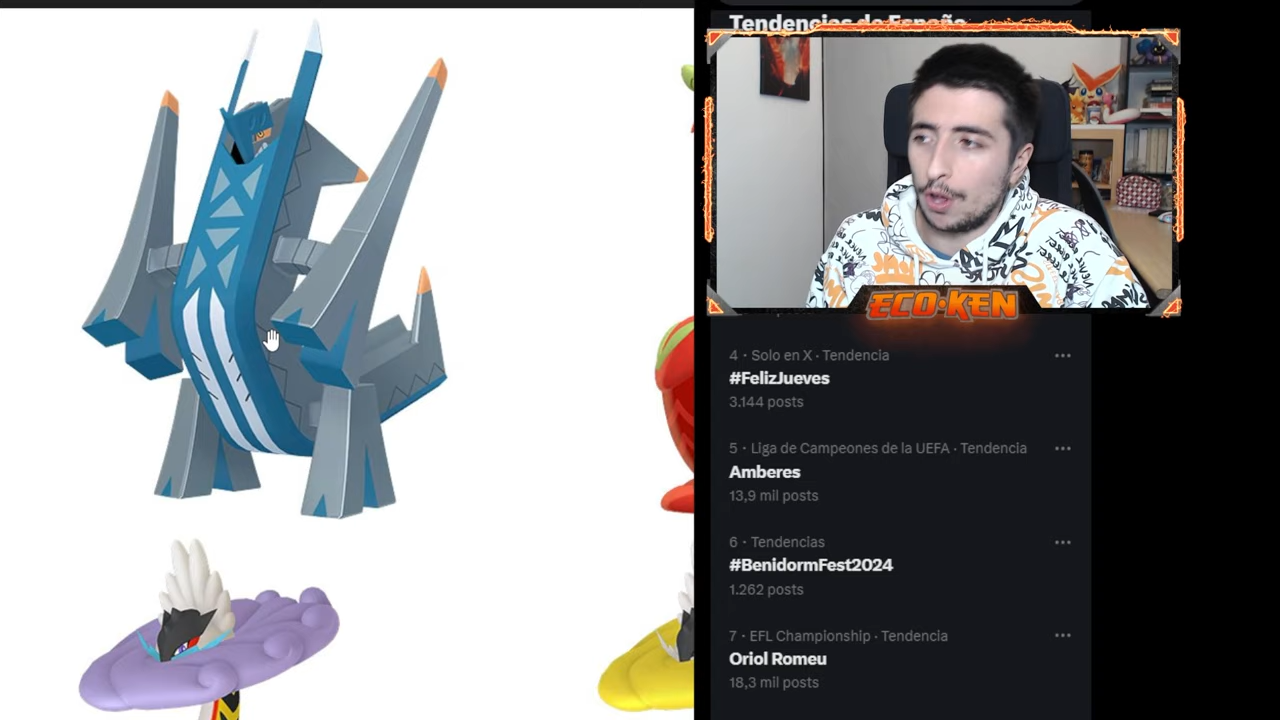 Tendencias de España
ECO·KEN
4 · Solo en X · Tendencia
#FelizJueves
3.144 posts
5 · Liga de Campeones de la UEFA · Tendencia
Amberes
13,9 mil posts
6 · Tendencias
#BenidormFest2024
1.262 posts
7 · EFL Championship · Tendencia
Oriol Romeu
18,3 mil posts